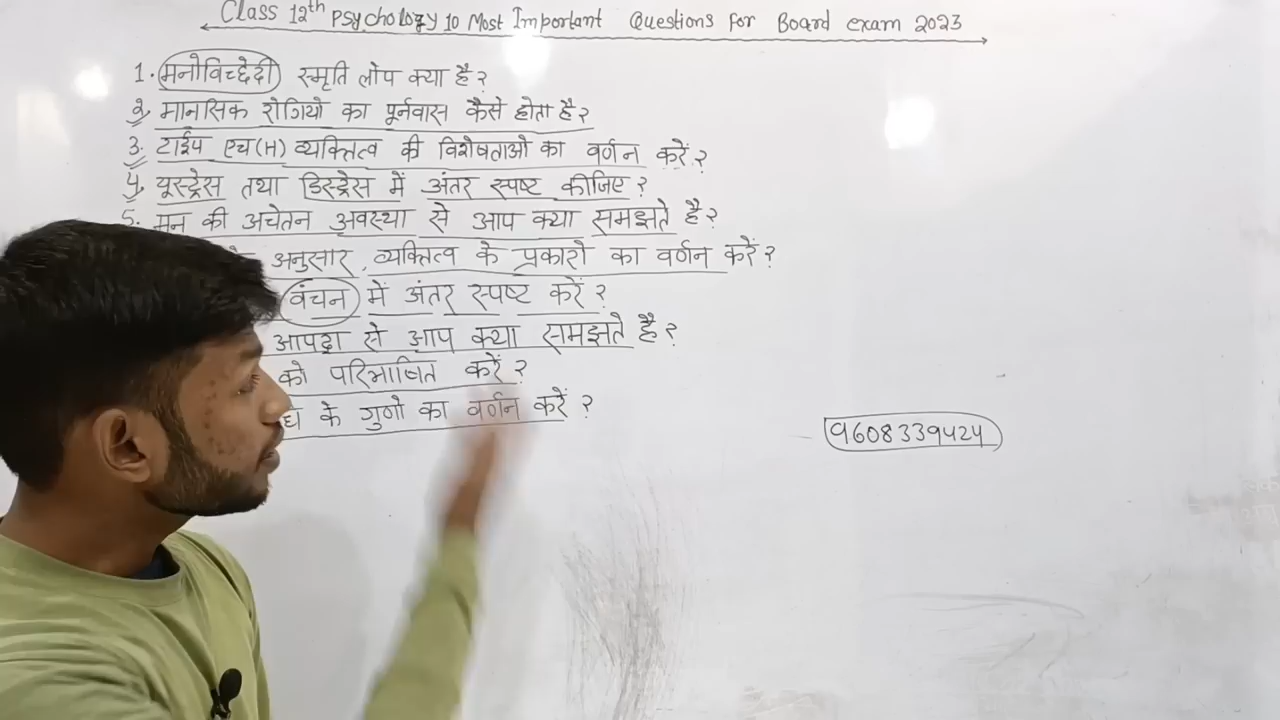 Class 12th Psychology 10 Most Important Questions for Board exam 2023
1. मनोविच्छेदी स्मृति लोप क्या है?
2. मानसिक रोगियो का पूर्नवास कैसे होता है?
3. टाईप एच(H) व्यक्तित्व की विशेषताओ का वर्णन करें?
4. यूस्ट्रेस तथा डिस्ट्रेस में अंतर स्पष्ट कीजिए?
5. मन की अचेतन अवस्था से आप क्या समझते है?
अनुसार, व्यक्तित्व के प्रकारो का वर्णन करें?
वंचन में अंतर स्पष्ट करें?
आपदा से आप क्या समझते है?
को परिभाषित करें?
के गुणो का वर्णन करें?
9608339424